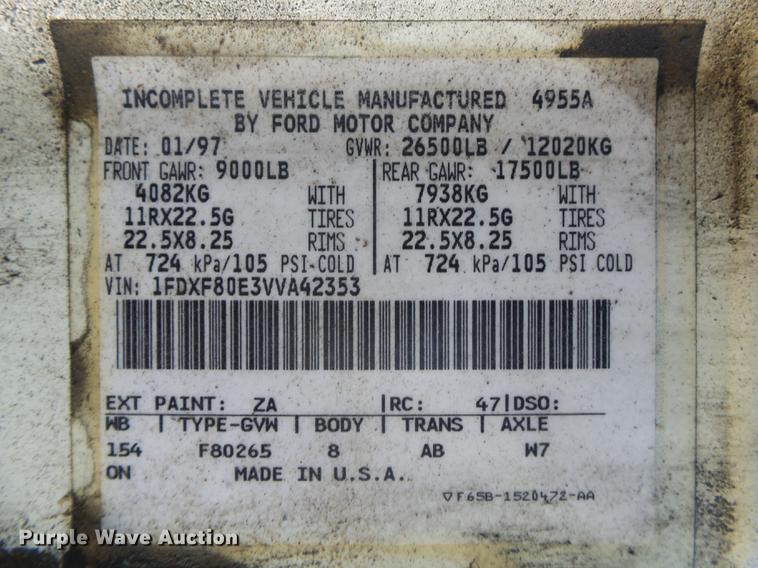 INCOMPLETE VEHICLE MANUFACTURED 4955A
BY FORD MOTOR COMPANY
DATE: 01/97 GVWR: 26500LB / 12020KG
FRONT GAWR: 9000LB REAR GAWR: 17500LB
4082KG WITH 7938KG WITH
11RX22.5G TIRES 11RX22.5G TIRES
22.5X8.25 RIMS 22.5X8.25 RIMS
AT 724 kPa/105 PSI COLD AT 724 kPa/105 PSI COLD
VIN: 1FDXF80E3VVA42353
EXT PAINT: ZA |RC: 47|DSO:
WB | TYPE-GVW | BODY | TRANS | AXLE
154 F80265 8 AB W7
ON MADE IN U.S.A.
▽F65B-1520472-AA
Purple Wave Auction